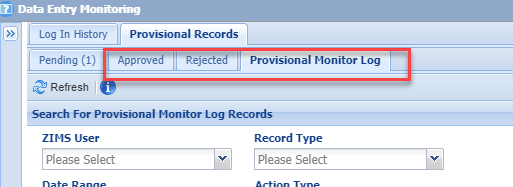 Data Entry Monitoring
Log In History Provisional Records
Pending (1) Approved Rejected Provisional Monitor Log
Refresh
Search For Provisional Monitor Log Records
ZIMS User Record Type
Please Select Please Select
Date Range Action Type